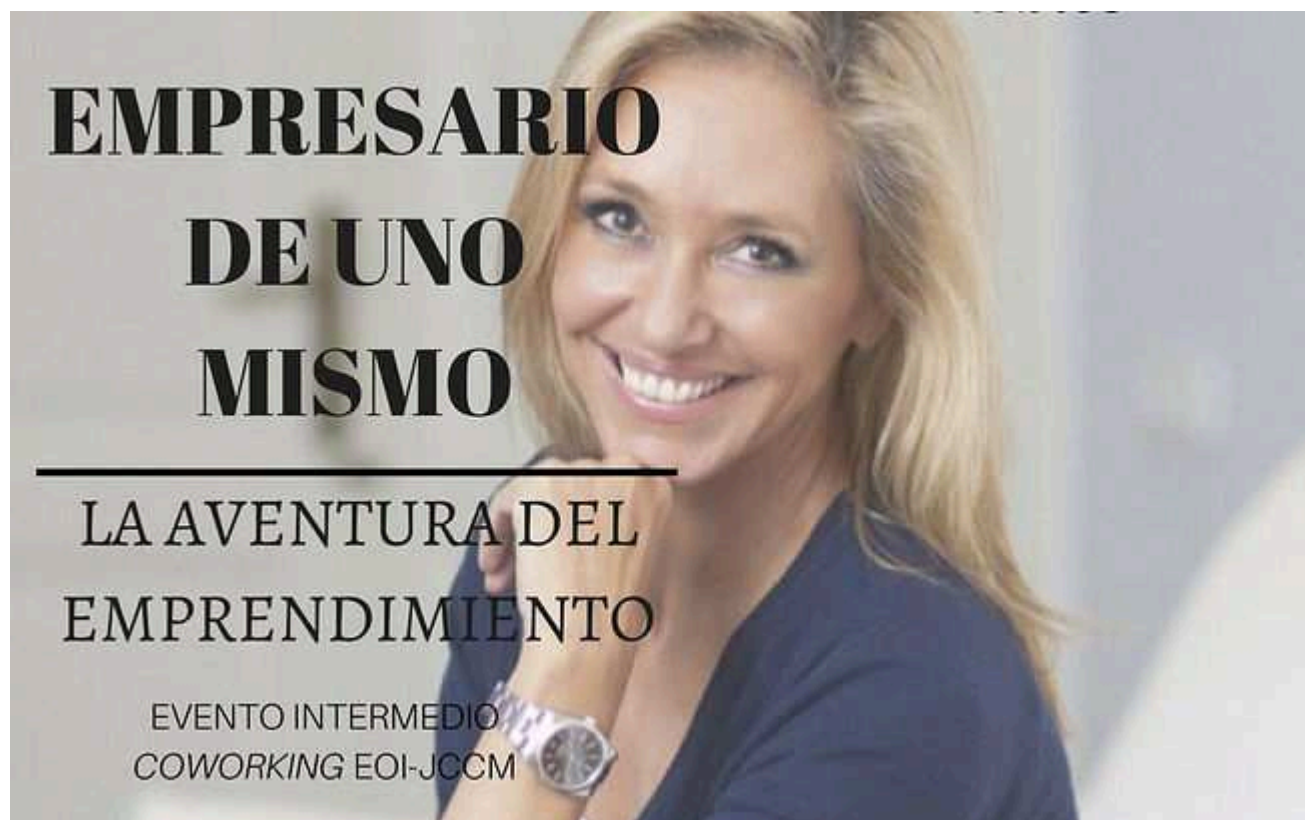 EMPRESARIO
DE UNO
MISMO
LA AVENTURA DEL
EMPRENDIMIENTO
EVENTO INTERMEDIO
COWORKING EOI-JCCM